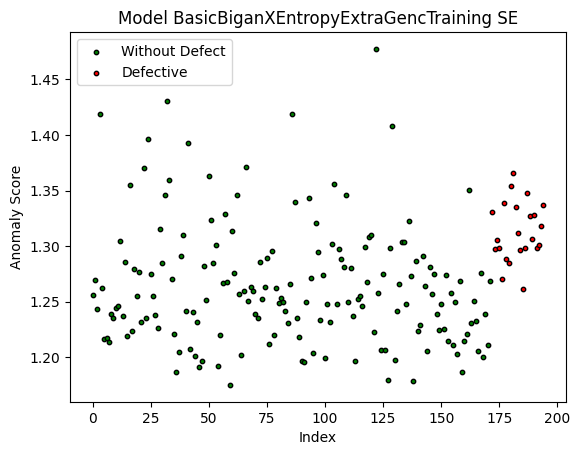 Model BasicBiganXEntropyExtraGencTraining SE
Without Defect
Defective
Anomaly Score
1.45
1.40
1.35
1.30
1.25
1.20
0 25 50 75 100 125 150 175 200
Index